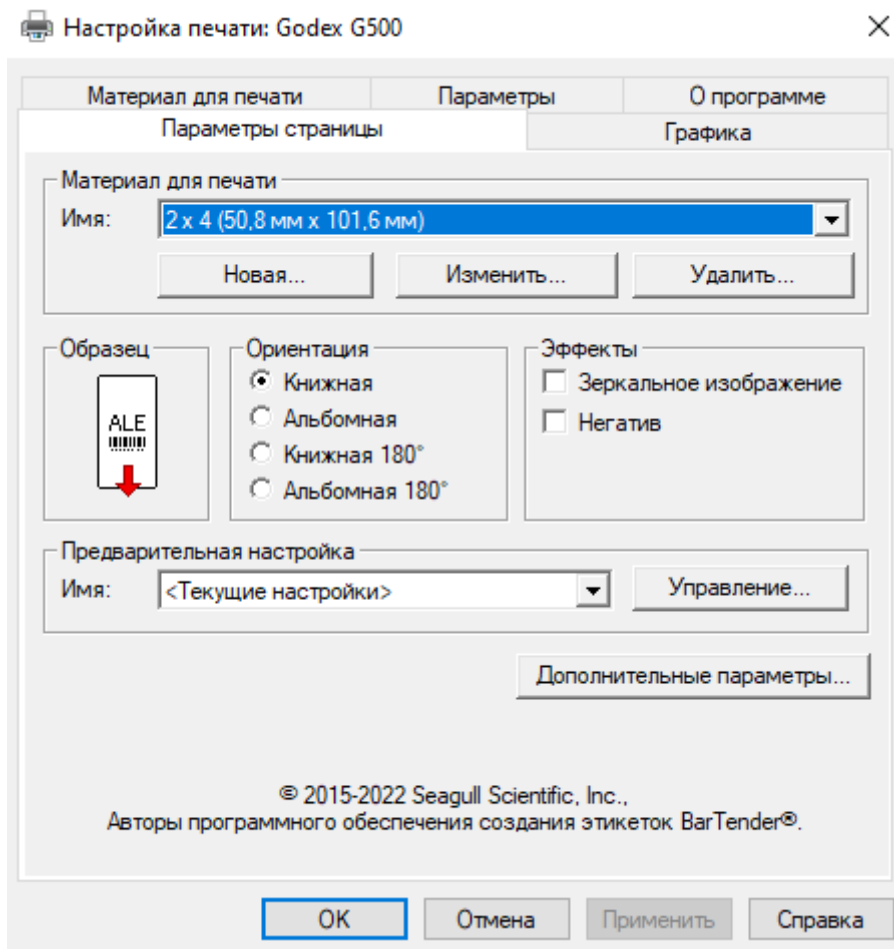 Настройка печати: Godex G500
Материал для печати
Параметры
О программе
Параметры страницы
Графика
Материал для печати
Имя:
2 x 4 (50,8 мм x 101,6 мм)
Новая...
Изменить...
Удалить...
Образец
ALE
Ориентация
Книжная
Альбомная
Книжная 180°
Альбомная 180°
Эффекты
Зеркальное изображение
Негатив
Предварительная настройка
Имя:
<Текущие настройки>
Управление...
Дополнительные параметры...
© 2015-2022 Seagull Scientific, Inc.,
Авторы программного обеспечения создания этикеток BarTender®.
OK
Отмена
Применить
Справка